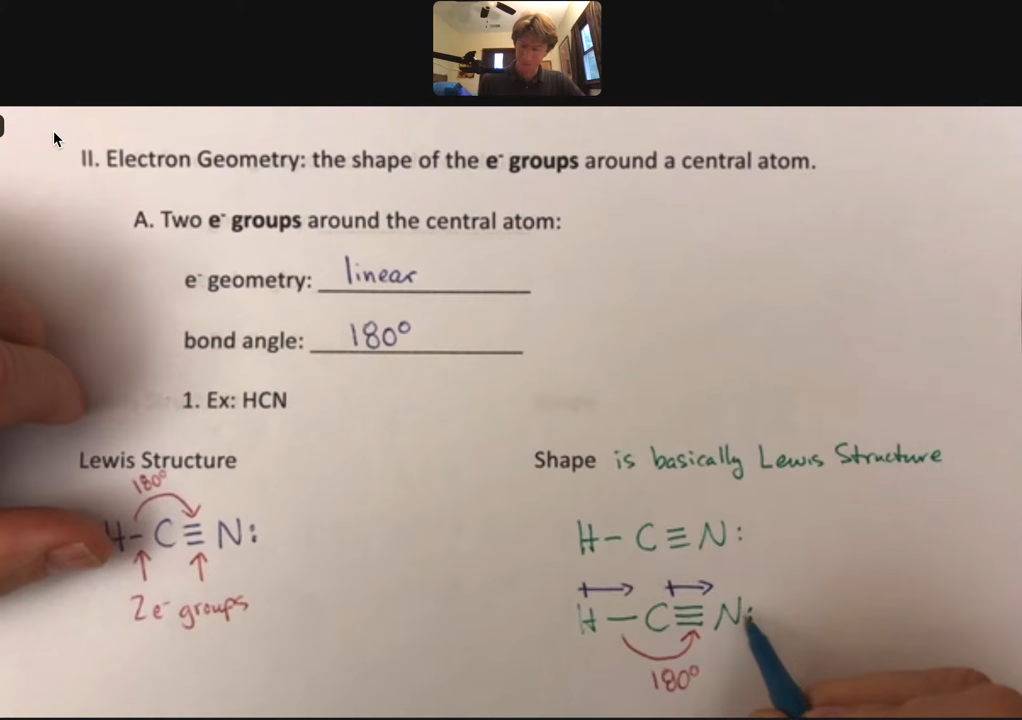 II. Electron Geometry: the shape of the e⁻ groups around a central atom.
A. Two e⁻ groups around the central atom:
e⁻ geometry: linear
bond angle: 180°
1. Ex: HCN
Lewis Structure
Shape is basically Lewis Structure
180°
H-C≡N:
2e⁻ groups
H-C≡N:
H-C≡N:
180°